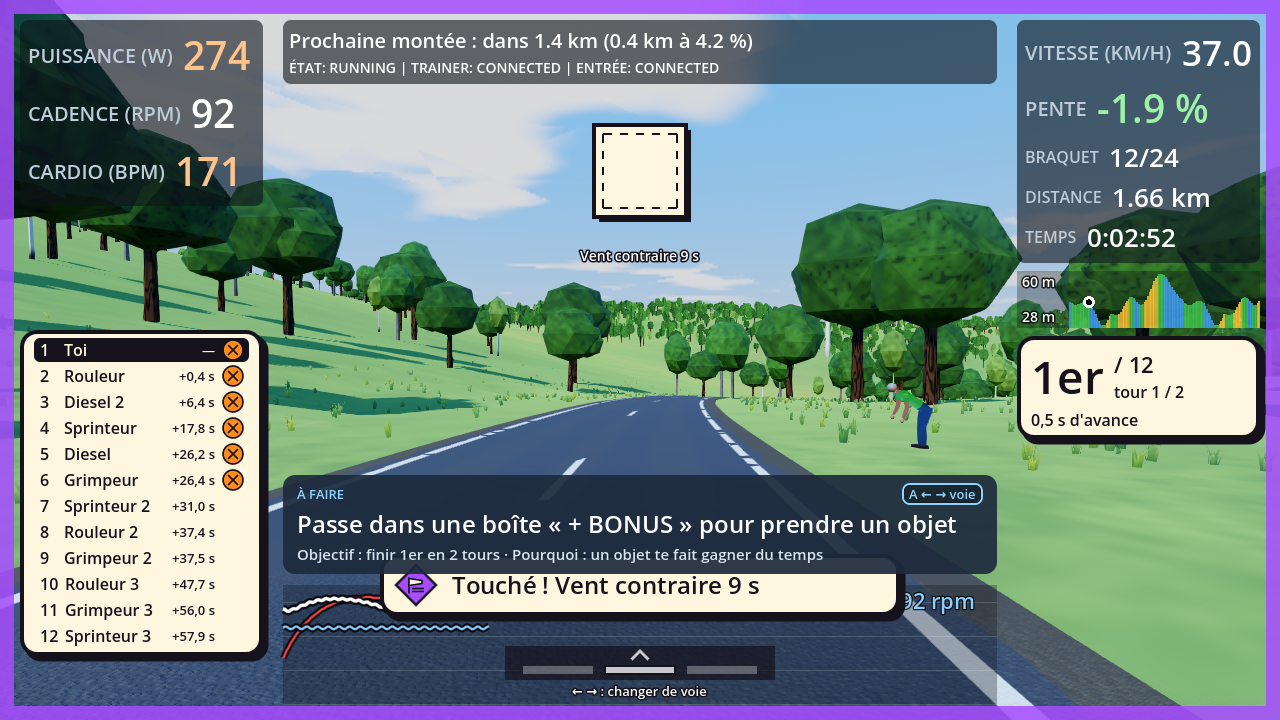 PUISSANCE (W) 274
CADENCE (RPM) 92
CARDIO (BPM) 171
Prochaine montée : dans 1.4 km (0.4 km à 4.2 %)
ÉTAT: RUNNING | TRAINER: CONNECTED | ENTRÉE: CONNECTED
VITESSE (KM/H) 37.0
PENTE -1.9 %
BRAQUET 12/24
DISTANCE 1.66 km
TEMPS 0:02:52
60 m
28 m
1er / 12
tour 1 / 2
0,5 s d'avance
Vent contraire 9 s
1 Toi —
2 Rouleur +0,4 s
3 Diesel 2 +6,4 s
4 Sprinteur +17,8 s
5 Diesel +26,2 s
6 Grimpeur +26,4 s
7 Sprinteur 2 +31,0 s
8 Rouleur 2 +37,4 s
9 Grimpeur 2 +37,5 s
10 Rouleur 3 +47,7 s
11 Grimpeur 3 +56,0 s
12 Sprinteur 3 +57,9 s
À FAIRE
A ← → voie
Passe dans une boîte « + BONUS » pour prendre un objet
Objectif : finir 1er en 2 tours · Pourquoi : un objet te fait gagner du temps
Touché ! Vent contraire 9 s
92 rpm
← → : changer de voie